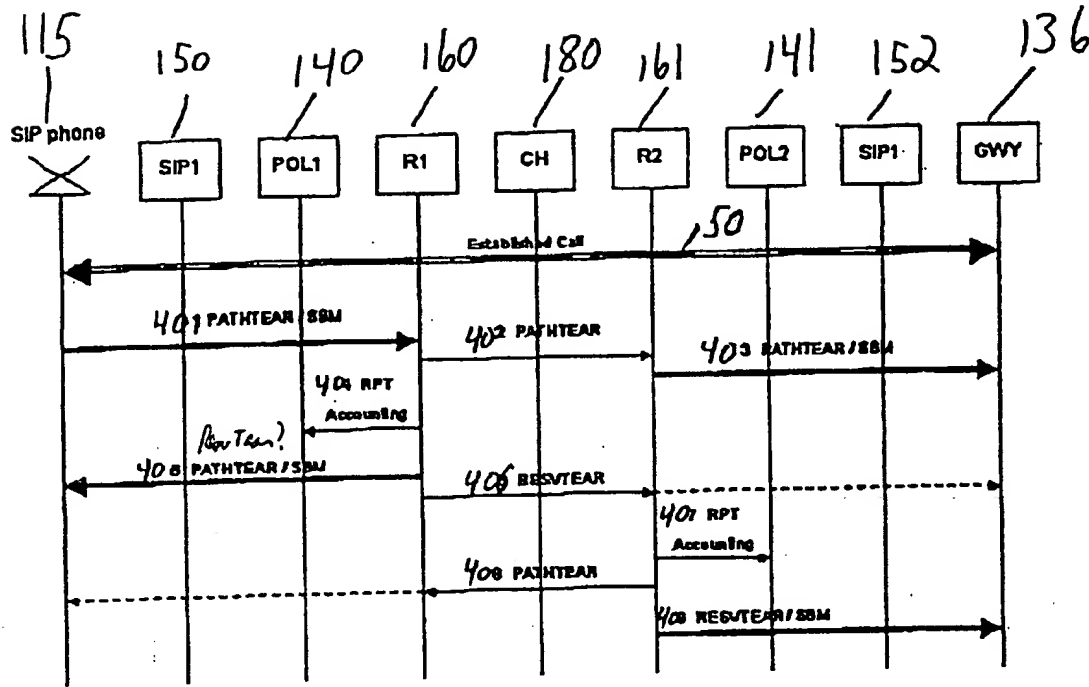 115 150 140 160 180 161 141 152 136
SIP phone SIP1 POL1 R1 CH R2 POL2 SIP1 GWY
Established Call 150
401 PATHTEAR / SBM
402 PATHTEAR
403 PATHTEAR / SBM
404 RPT
Accounting
405 PATHTEAR / SBM
406 RESVTEAR
407 RPT
Accounting
408 PATHTEAR
409 RESVTEAR / SBM